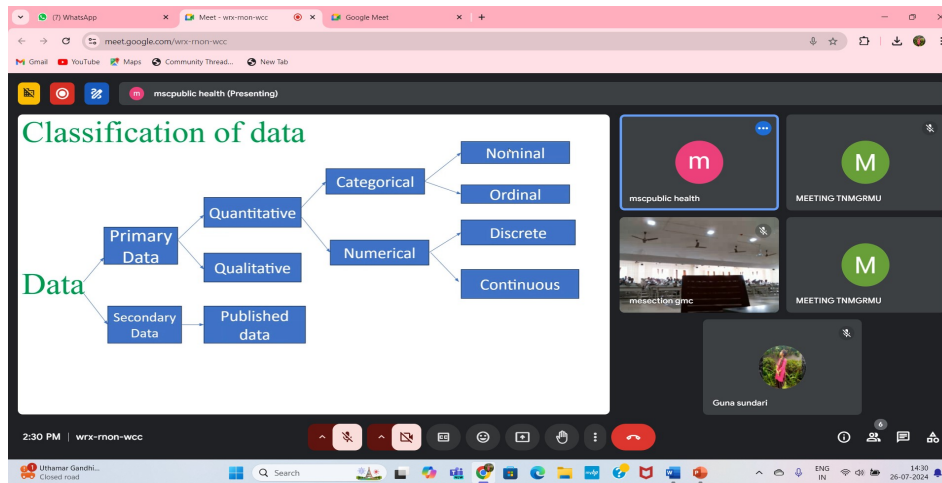 (7) WhatsApp
Meet - wrx-rnon-wcc
Google Meet
meet.google.com/wrx-rnon-wcc
Gmail
YouTube
Maps
Community Thread...
New Tab
m
mscpublic health (Presenting)
Classification of data
Data
Primary
Data
Secondary
Data
Quantitative
Qualitative
Published
data
Categorical
Numerical
Nominal
Ordinal
Discrete
Continuous
m
mscpublic health
M
MEETING TNMGRMU
mesection gmc
M
MEETING TNMGRMU
Guna sundari
2:30 PM | wrx-rnon-wcc
CC
6
Uthamar Gandhi...
Closed road
Search
ENG
IN
14:30
26-07-2024